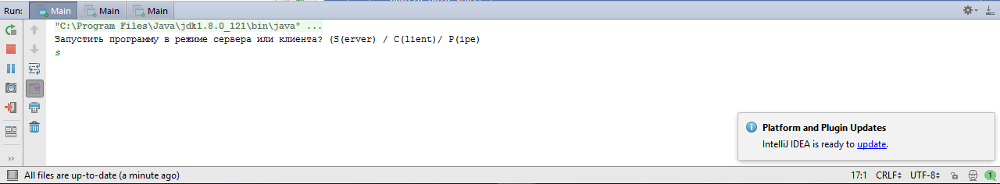 Run: Main Main Main
"C:\Program Files\Java\jdk1.8.0_121\bin\java" ...
Запустить программу в режиме сервера или клиента? (S(erver) / C(lient)/ P(ipe)
s
Platform and Plugin Updates
IntelliJ IDEA is ready to update.
All files are up-to-date (a minute ago) 17:1 CRLF UTF-8 1